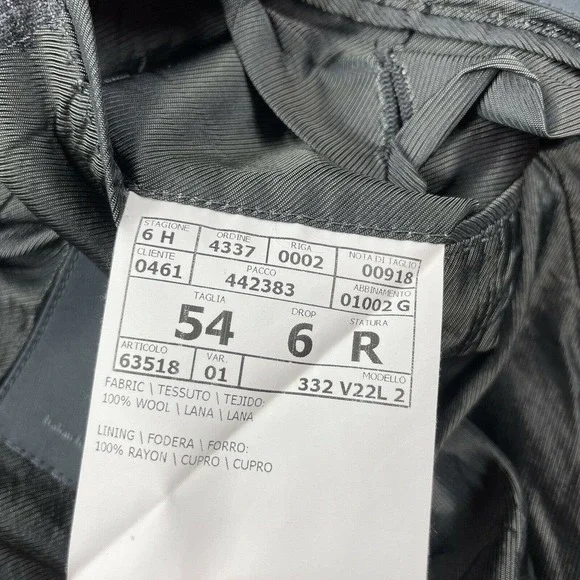 STAGIONE ORDINE RIGA NOTA DI TAGLIO
6 H 4337 0002 00918
CLIENTE PACCO ABBINAMENTO
0461 442383 01002 G
TAGLIA DROP STATURA
54 6 R
ARTICOLO VAR. MODELLO
63518 01 332 V22L 2
FABRIC \ TESSUTO \ TEJIDO:
100% WOOL \ LANA \ LANA
LINING \ FODERA \ FORRO:
100% RAYON \ CUPRO \ CUPRO